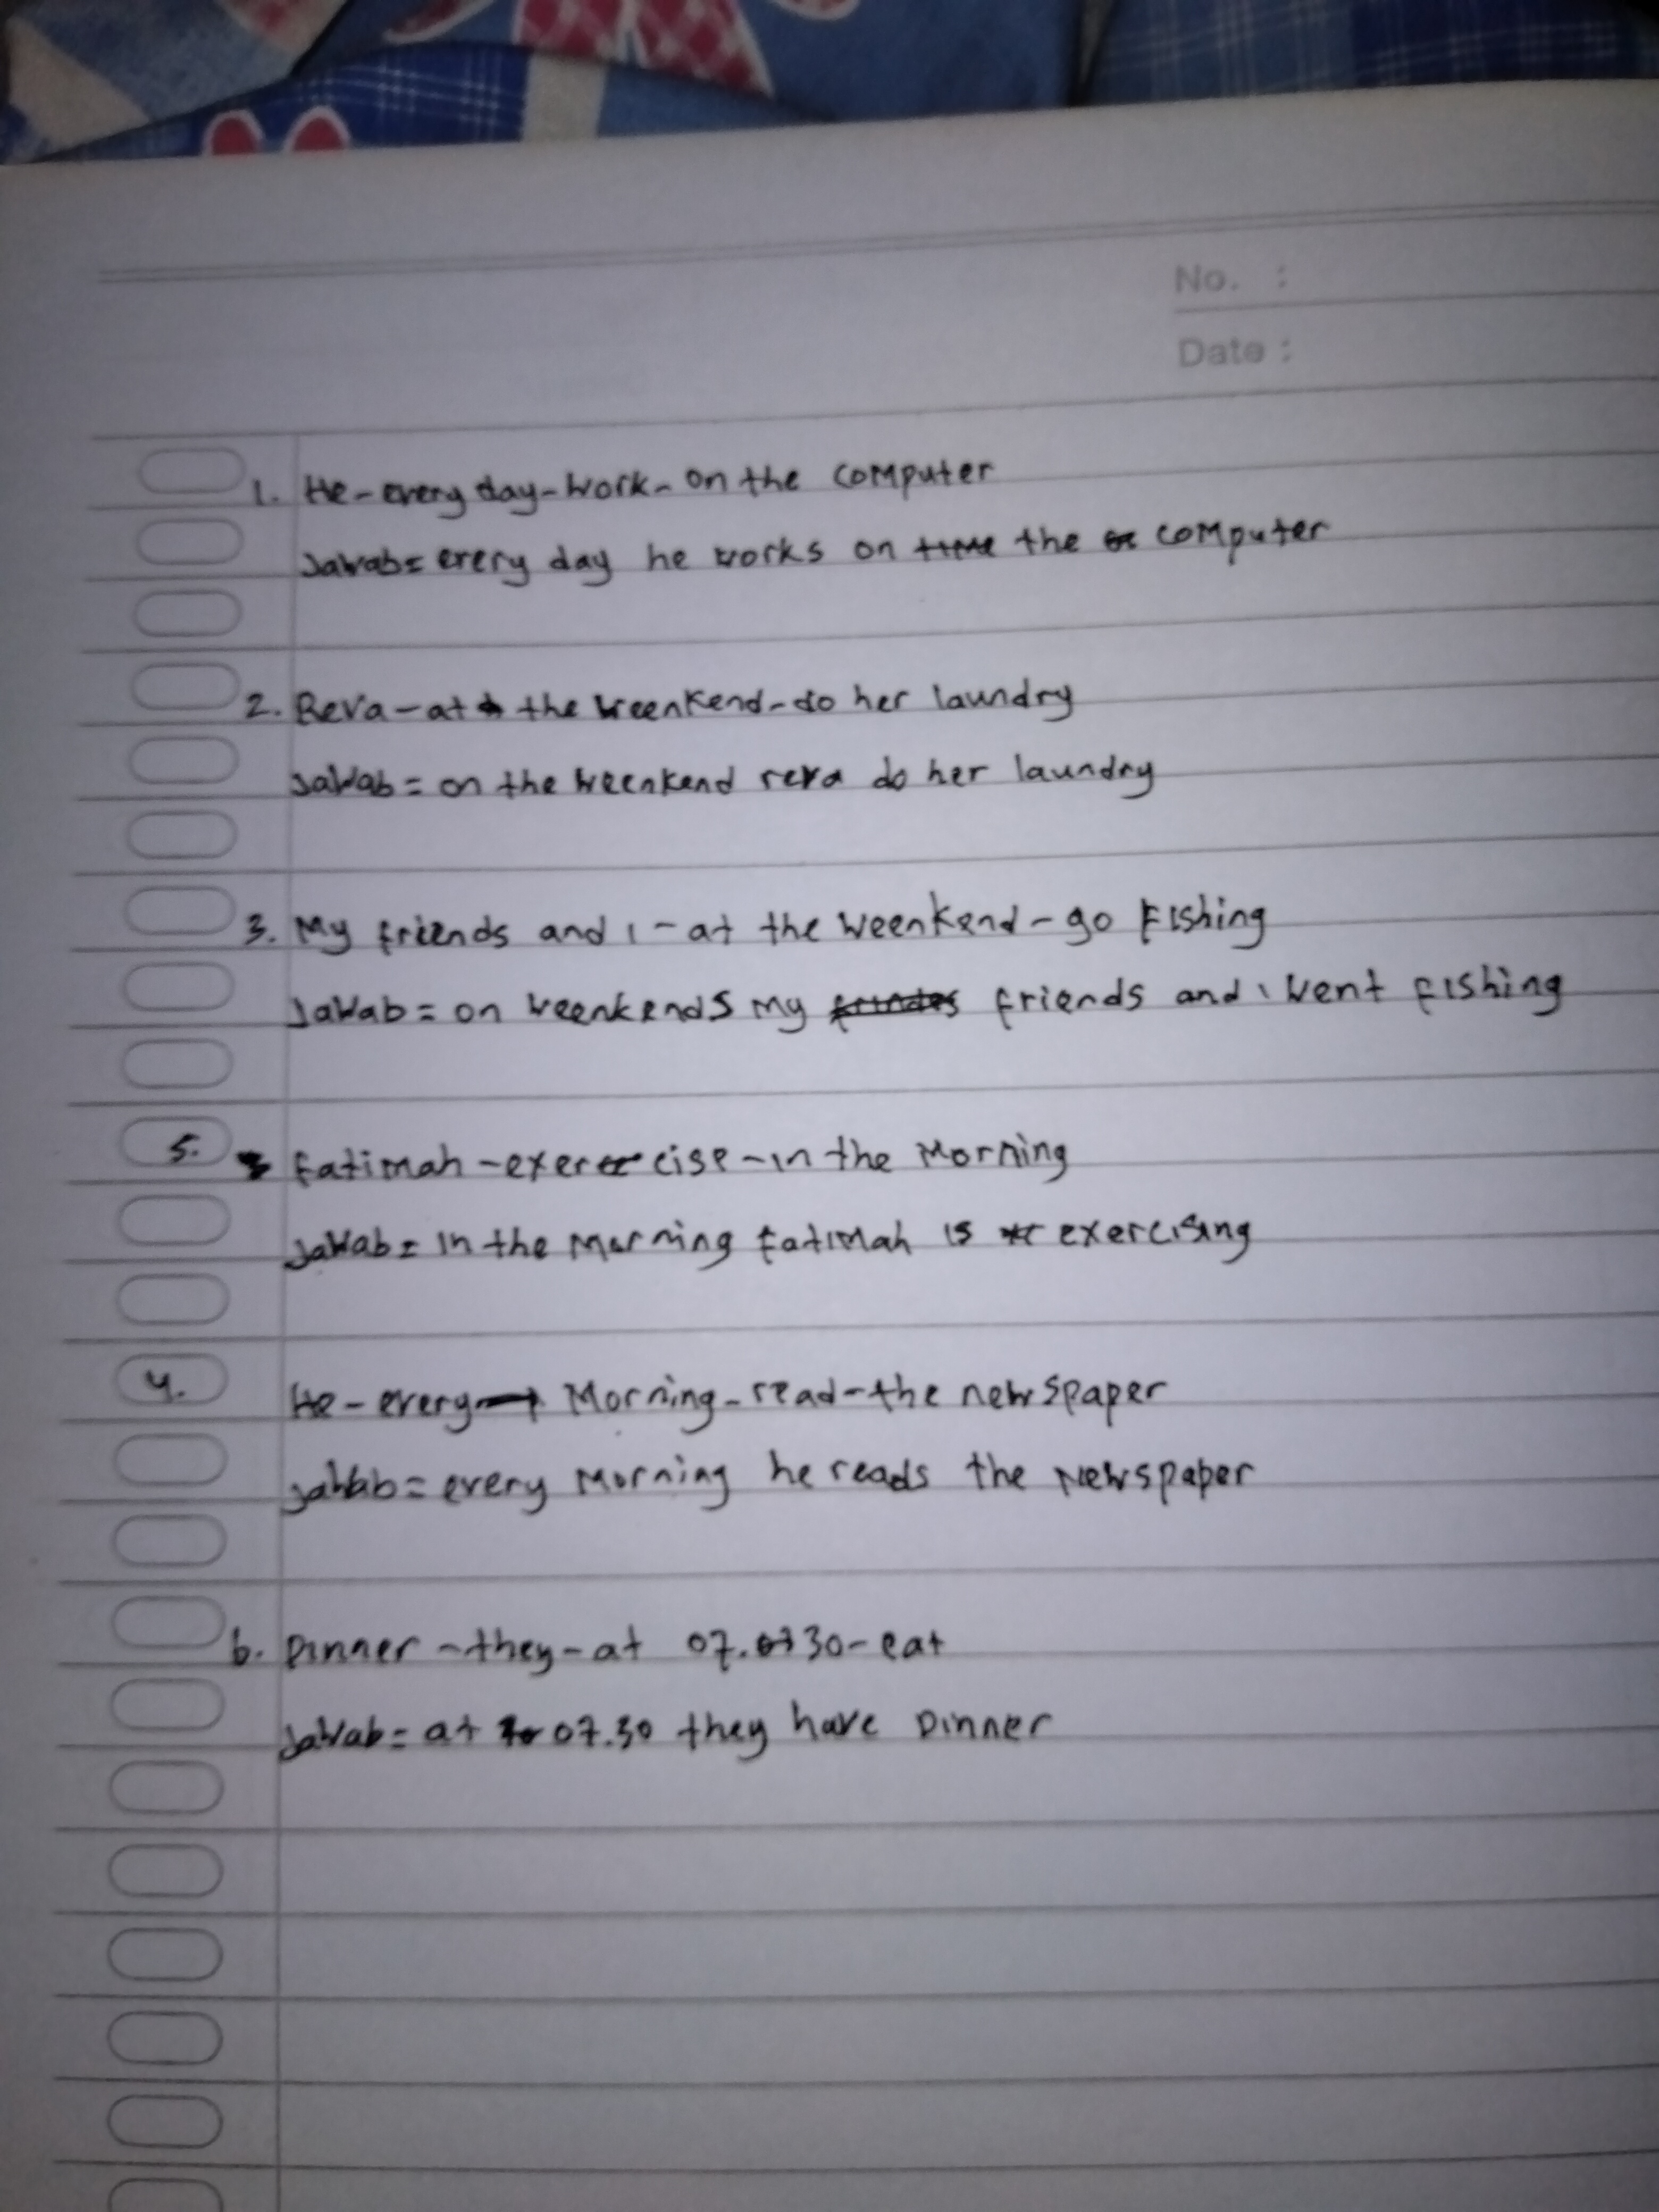 No. :
Date :
1. He-every day-work-on the computer
Jawab= every day he works on the computer
2. Reva-at the weenkend-do her laundry
Jawab= on the weenkend reva do her laundry
3. My friends and i-at the weenkend-go fishing
Jawab= on weenkends my friends and i went fishing
5. fatimah-exercise-in the Morning
Jawab= in the Morning fatimah is exercising
4. He-every Morning-read-the newspaper
Jawab= every Morning he reads the Newspaper
6. Dinner-they-at 07.30-eat
Jawab= at 07.30 they have Dinner